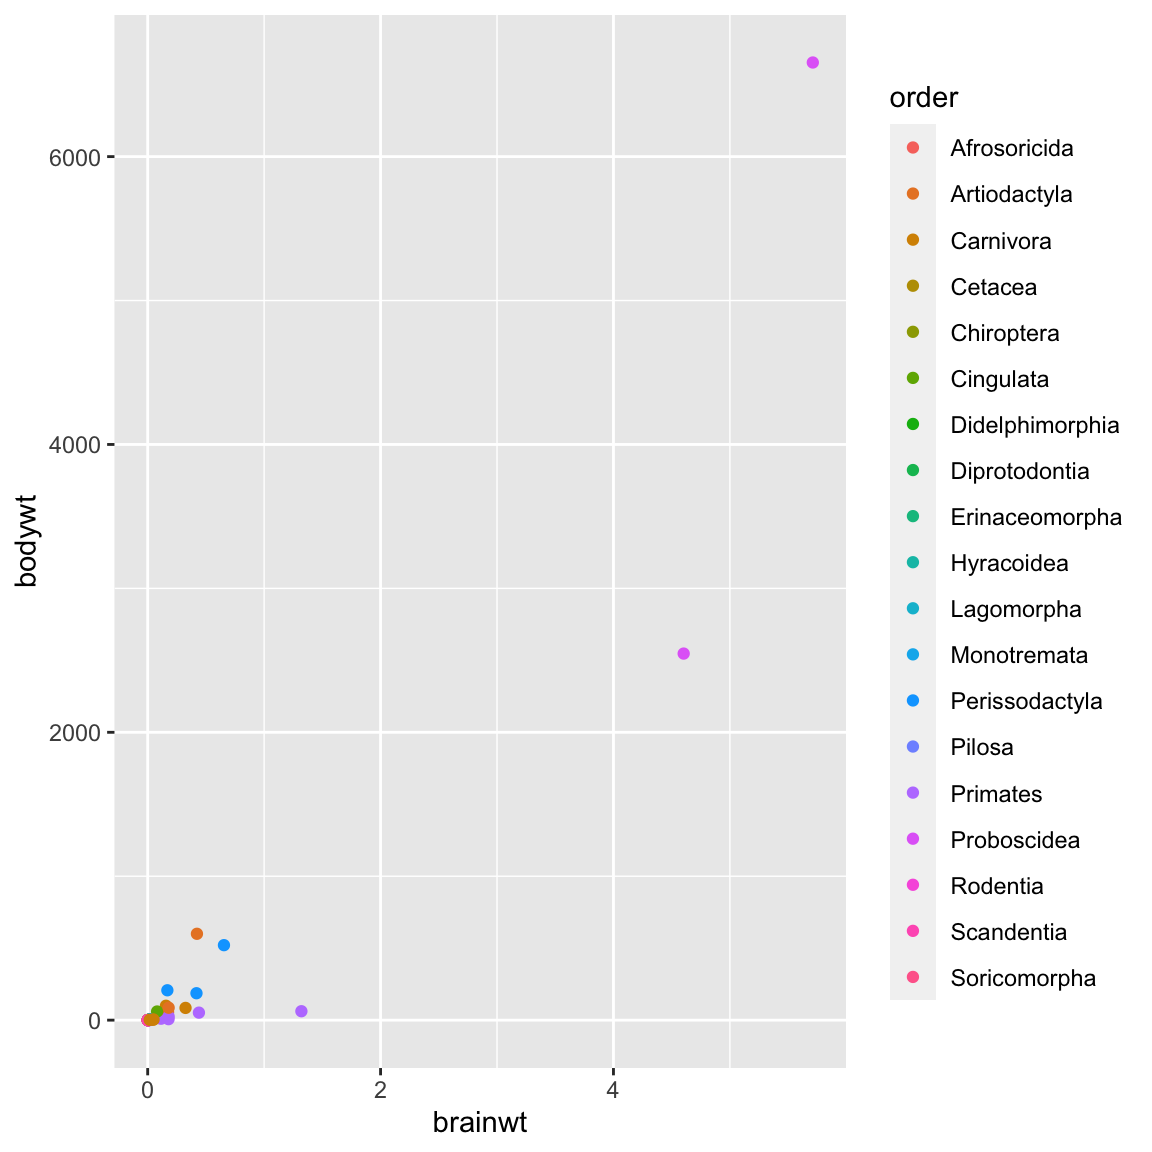 6000
4000
2000
0
bodywt
0 2 4
brainwt
order
Afrosoricida
Artiodactyla
Carnivora
Cetacea
Chiroptera
Cingulata
Didelphimorphia
Diprotodontia
Erinaceomorpha
Hyracoidea
Lagomorpha
Monotremata
Perissodactyla
Pilosa
Primates
Proboscidea
Rodentia
Scandentia
Soricomorpha